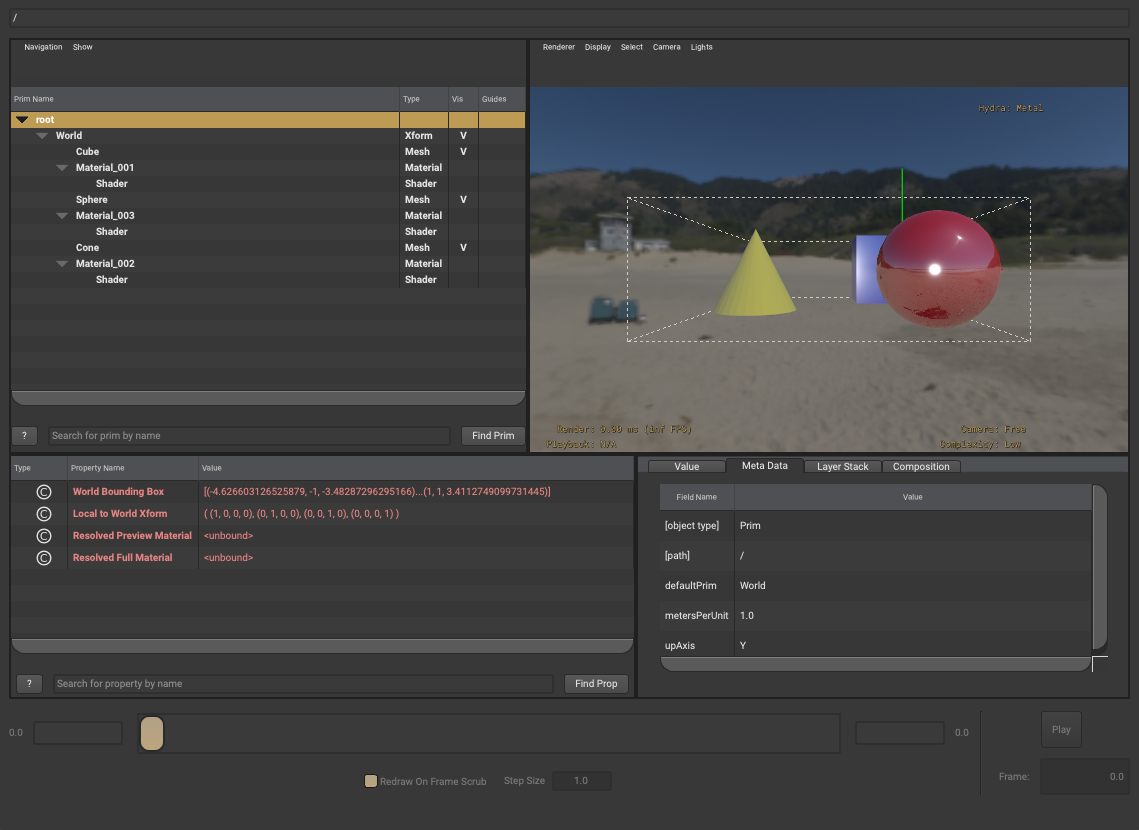 /
Navigation Show
Renderer Display Select Camera Lights
Prim Name Type Vis Guides
root
World Xform V
Cube Mesh V
Material_001 Material
Shader Shader
Sphere Mesh V
Material_003 Material
Shader Shader
Cone Mesh V
Material_002 Material
Shader Shader
? Search for prim by name Find Prim
Hydra: Metal
Render: 0.00 ms (inf FPS)
Playback: N/A
Camera: Free
Complexity: Low
Type Property Name Value
C World Bounding Box [(-4.626603126525879, -1, -3.48287296295166)...(1, 1, 3.4112749099731445)]
C Local to World Xform ( (1, 0, 0, 0), (0, 1, 0, 0), (0, 0, 1, 0), (0, 0, 0, 1) )
C Resolved Preview Material <unbound>
C Resolved Full Material <unbound>
? Search for property by name Find Prop
Value Meta Data Layer Stack Composition
Field Name Value
[object type] Prim
[path] /
defaultPrim World
metersPerUnit 1.0
upAxis Y
0.0 0.0 Play
Redraw On Frame Scrub Step Size 1.0 Frame: 0.0